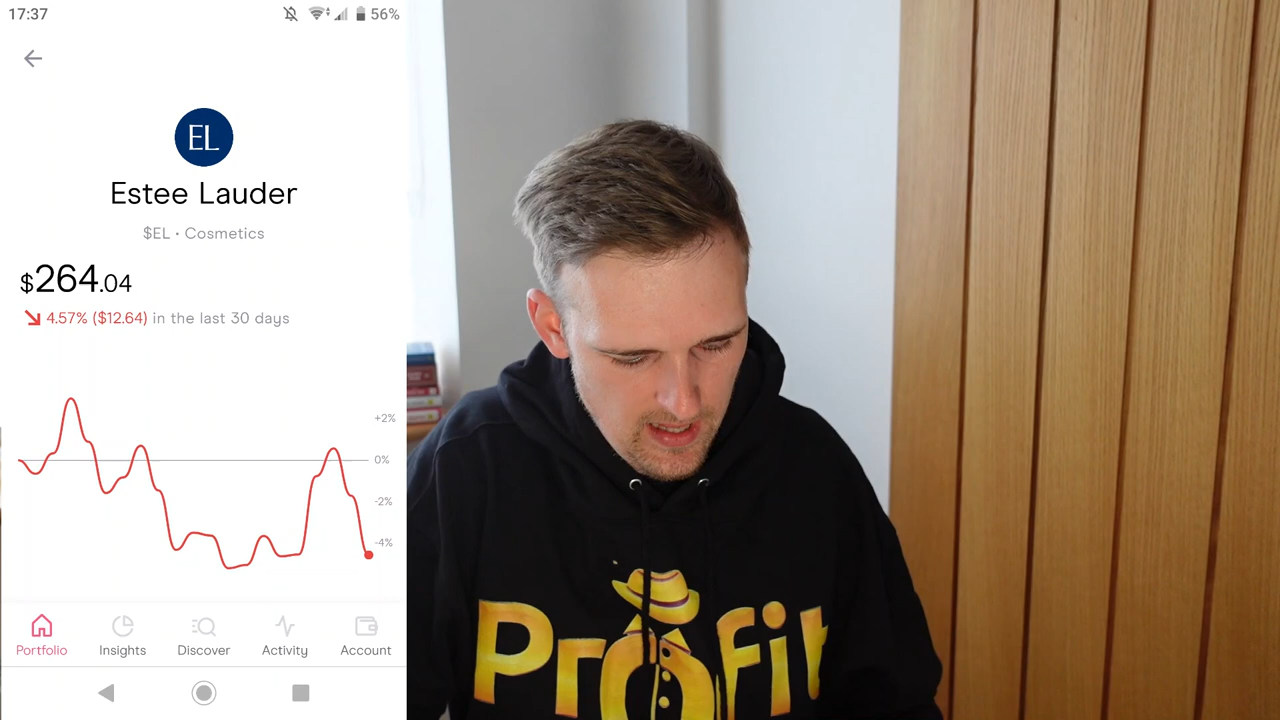 17:37
56%
EL
Estee Lauder
$EL • Cosmetics
$264.04
4.57% ($12.64) in the last 30 days
+2%
0%
-2%
-4%
Portfolio
Insights
Discover
Activity
Account
Profit